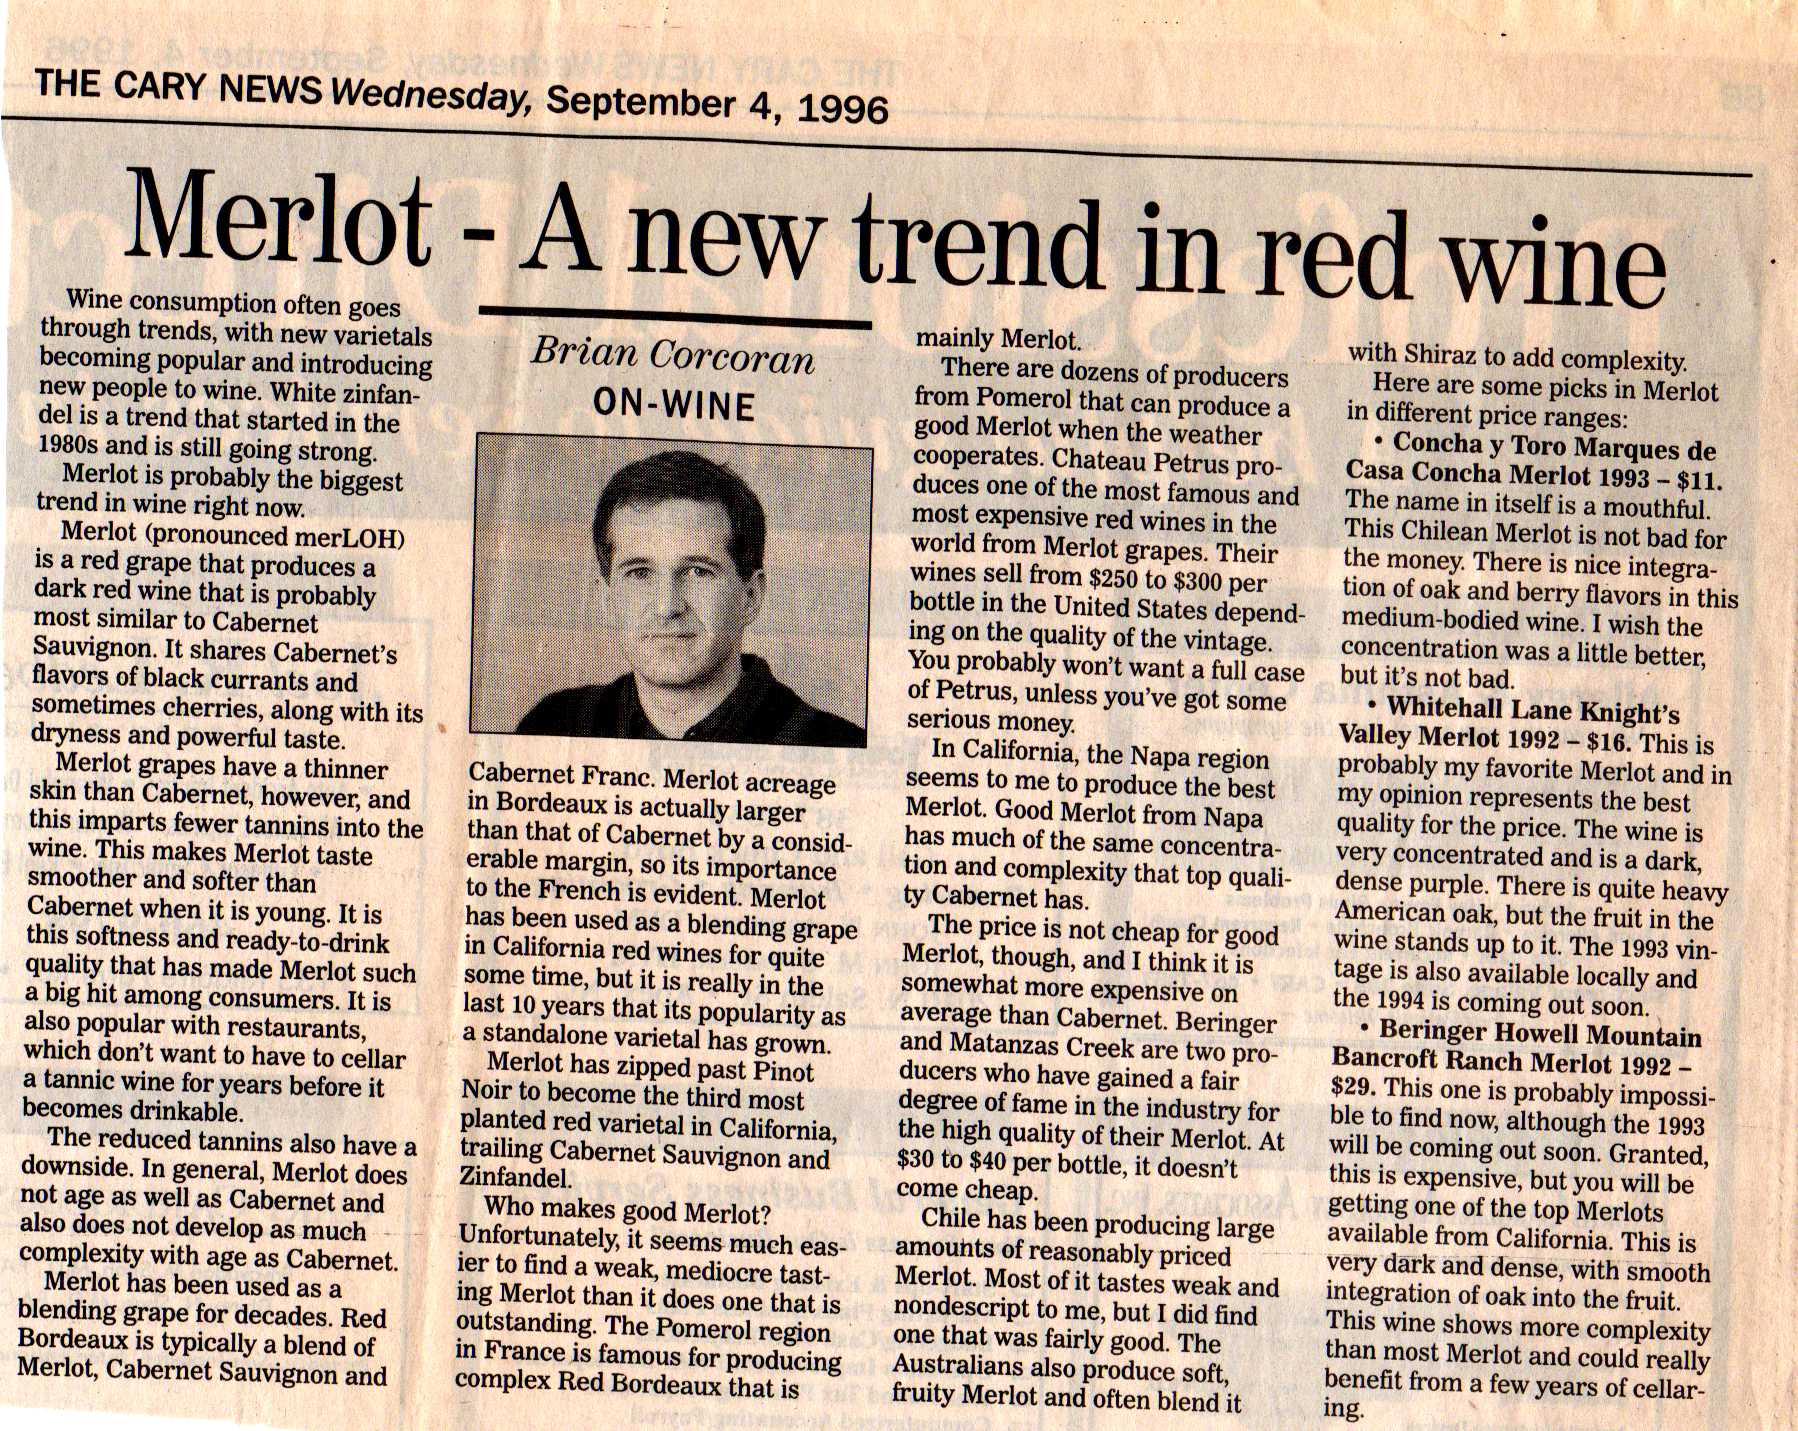 THE CARY NEWS Wednesday, September 4, 1996
Merlot - A new trend in red wine
Wine consumption often goes
through trends, with new varietals
becoming popular and introducing
new people to wine. White zinfan-
del is a trend that started in the
1980s and is still going strong.
Merlot is probably the biggest
trend in wine right now.
Merlot (pronounced merLOH)
is a red grape that produces a
dark red wine that is probably
most similar to Cabernet
Sauvignon. It shares Cabernet's
flavors of black currants and
sometimes cherries, along with its
dryness and powerful taste.
Merlot grapes have a thinner
skin than Cabernet, however, and
this imparts fewer tannins into the
wine. This makes Merlot taste
smoother and softer than
Cabernet when it is young. It is
this softness and ready-to-drink
quality that has made Merlot such
a big hit among consumers. It is
also popular with restaurants,
which don't want to have to cellar
a tannic wine for years before it
becomes drinkable.
The reduced tannins also have a
downside. In general, Merlot does
not age as well as Cabernet and
also does not develop as much
complexity with age as Cabernet.
Merlot has been used as a
blending grape for decades. Red
Bordeaux is typically a blend of
Merlot, Cabernet Sauvignon and
Brian Corcoran
ON-WINE
Cabernet Franc. Merlot acreage
in Bordeaux is actually larger
than that of Cabernet by a consid-
erable margin, so its importance
to the French is evident. Merlot
has been used as a blending grape
in California red wines for quite
some time, but it is really in the
last 10 years that its popularity as
a standalone varietal has grown.
Merlot has zipped past Pinot
Noir to become the third most
planted red varietal in California,
trailing Cabernet Sauvignon and
Zinfandel.
Who makes good Merlot?
Unfortunately, it seems much eas-
ier to find a weak, mediocre tast-
ing Merlot than it does one that is
outstanding. The Pomerol region
in France is famous for producing
complex Red Bordeaux that is
mainly Merlot.
There are dozens of producers
from Pomerol that can produce a
good Merlot when the weather
cooperates. Chateau Petrus pro-
duces one of the most famous and
most expensive red wines in the
world from Merlot grapes. Their
wines sell from $250 to $300 per
bottle in the United States depend-
ing on the quality of the vintage.
You probably won't want a full case
of Petrus, unless you've got some
serious money.
In California, the Napa region
seems to me to produce the best
Merlot. Good Merlot from Napa
has much of the same concentra-
tion and complexity that top quali-
ty Cabernet has.
The price is not cheap for good
Merlot, though, and I think it is
somewhat more expensive on
average than Cabernet. Beringer
and Matanzas Creek are two pro-
ducers who have gained a fair
degree of fame in the industry for
the high quality of their Merlot. At
$30 to $40 per bottle, it doesn't
come cheap.
Chile has been producing large
amounts of reasonably priced
Merlot. Most of it tastes weak and
nondescript to me, but I did find
one that was fairly good. The
Australians also produce soft,
fruity Merlot and often blend it
with Shiraz to add complexity.
Here are some picks in Merlot
in different price ranges:
• Concha y Toro Marques de
Casa Concha Merlot 1993 – $11.
The name in itself is a mouthful.
This Chilean Merlot is not bad for
the money. There is nice integra-
tion of oak and berry flavors in this
medium-bodied wine. I wish the
concentration was a little better,
but it's not bad.
• Whitehall Lane Knight's
Valley Merlot 1992 – $16. This is
probably my favorite Merlot and in
my opinion represents the best
quality for the price. The wine is
very concentrated and is a dark,
dense purple. There is quite heavy
American oak, but the fruit in the
wine stands up to it. The 1993 vin-
tage is also available locally and
the 1994 is coming out soon.
• Beringer Howell Mountain
Bancroft Ranch Merlot 1992 –
$29. This one is probably impossi-
ble to find now, although the 1993
will be coming out soon. Granted,
this is expensive, but you will be
getting one of the top Merlots
available from California. This is
very dark and dense, with smooth
integration of oak into the fruit.
This wine shows more complexity
than most Merlot and could really
benefit from a few years of cellar-
ing.